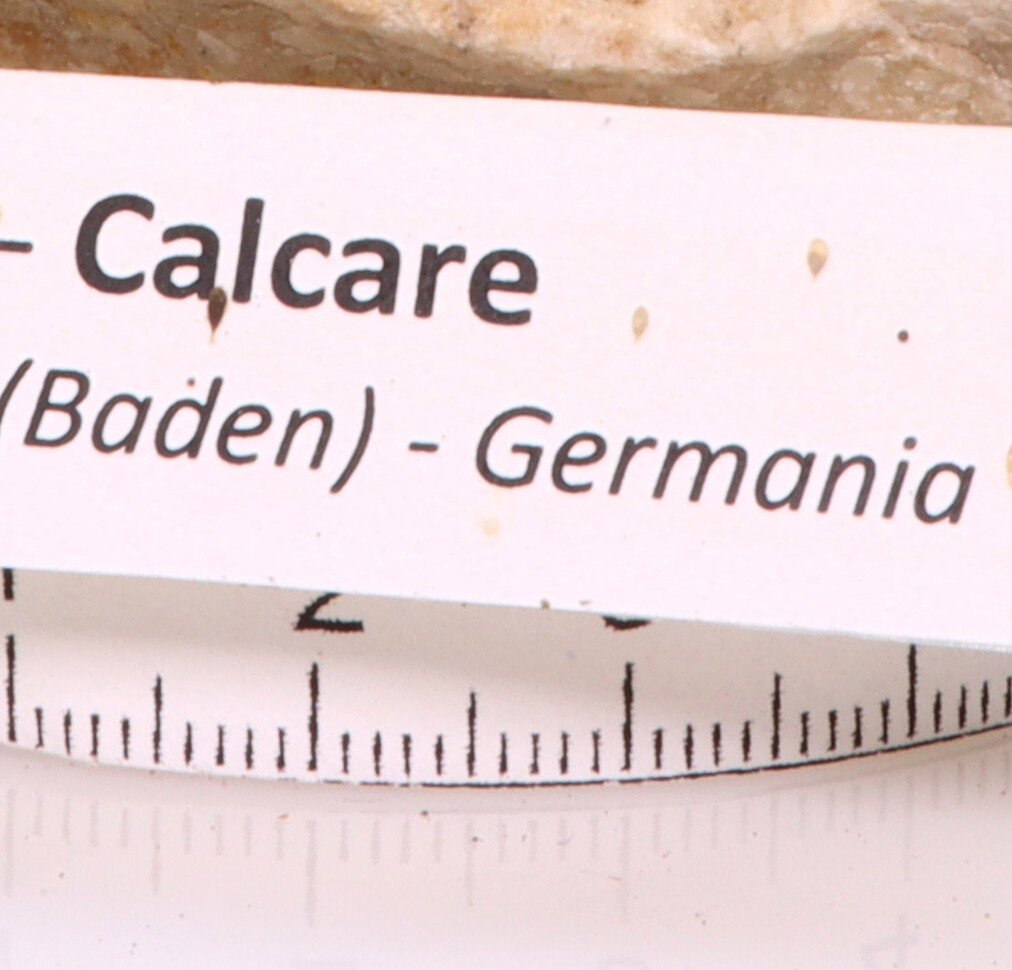 - Calcare
(Baden) - Germania
2